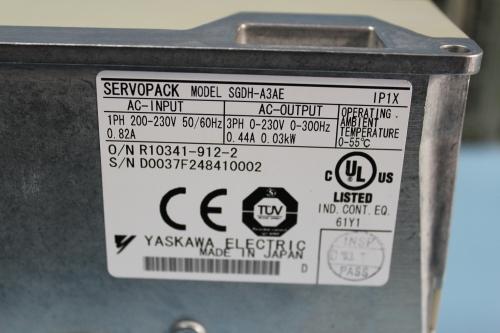 SERVOPACK MODEL SGDH-A3AE IP1X
AC-INPUT AC-OUTPUT OPERATING
AMBIENT
TEMPERATURE
0-55°C
1PH 200-230V 50/60Hz 3PH 0-230V 0-300Hz
0.82A 0.44A 0.03kW
O/N R10341-912-2
S/N D0037F248410002
CE
TÜV
C UL US
LISTED
IND. CONT. EQ.
61Y1
YASKAWA ELECTRIC
MADE IN JAPAN
D
INSP
PASS